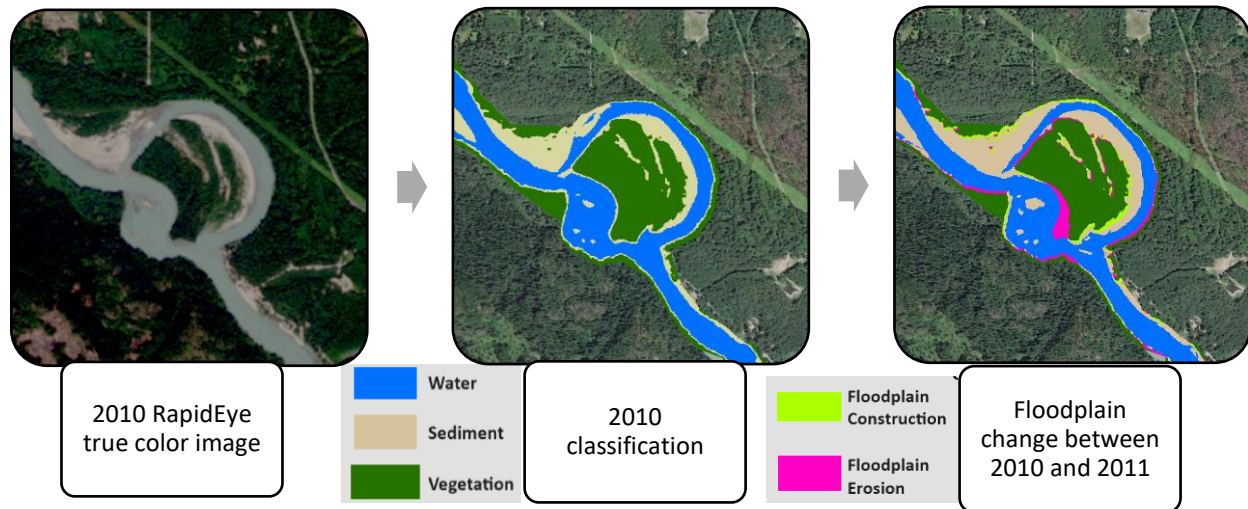 2010 RapidEye
true color image
Water
Sediment
Vegetation
2010
classification
Floodplain
Construction
Floodplain
Erosion
Floodplain
change between
2010 and 2011